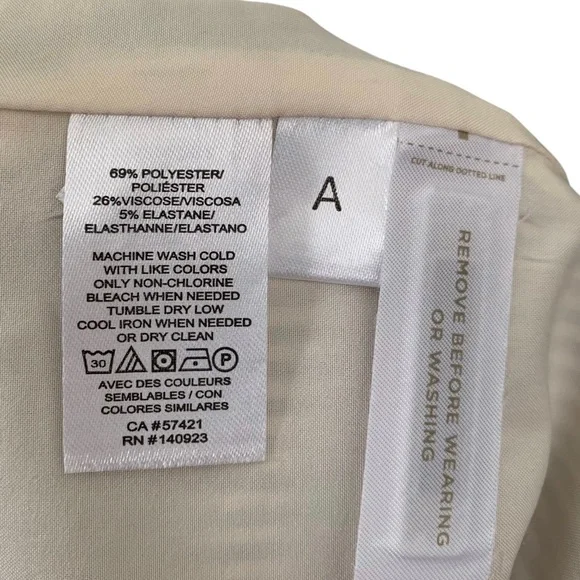 69% POLYESTER/
POLIÉSTER
26%VISCOSE/VISCOSA
5% ELASTANE/
ELASTHANNE/ELASTANO
MACHINE WASH COLD
WITH LIKE COLORS
ONLY NON-CHLORINE
BLEACH WHEN NEEDED
TUMBLE DRY LOW
COOL IRON WHEN NEEDED
OR DRY CLEAN
30 P
AVEC DES COULEURS
SEMBLABLES / CON
COLORES SIMILARES
CA #57421
RN #140923
A
CUT ALONG DOTTED LINE
REMOVE BEFORE WEARING
OR WASHING